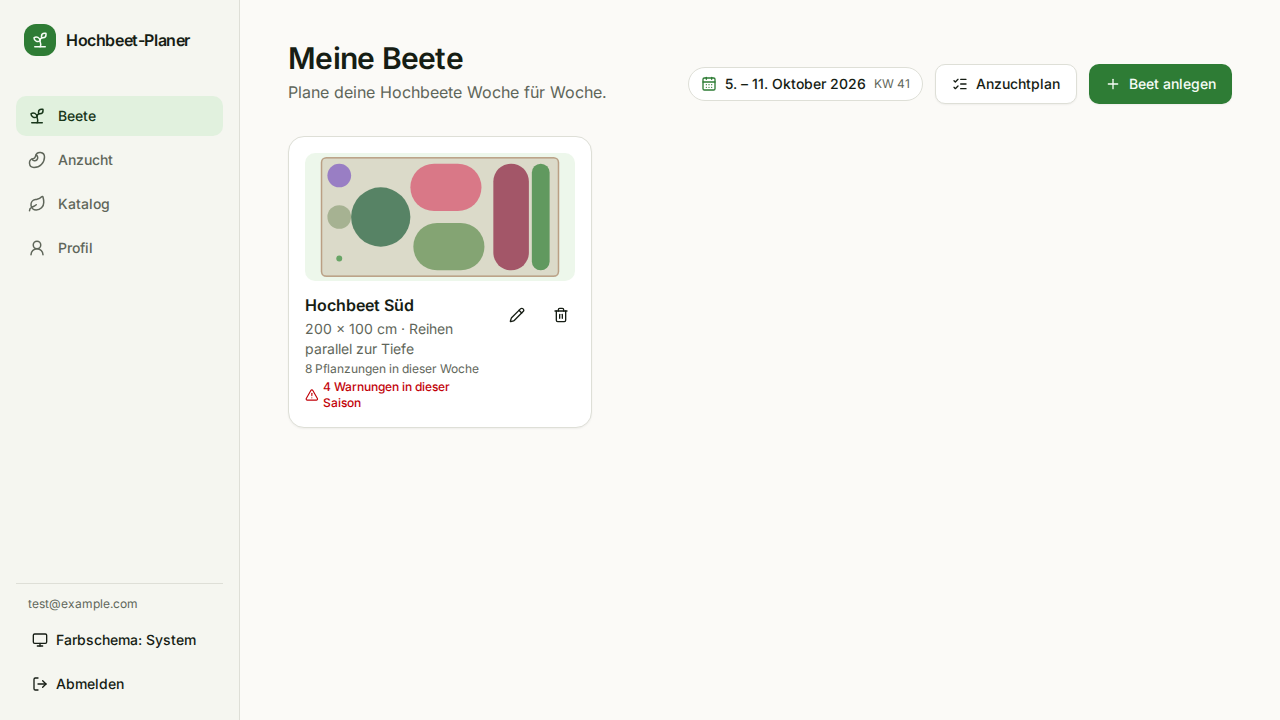 Hochbeet-Planer
Beete
Anzucht
Katalog
Profil
test@example.com
Farbschema: System
Abmelden
Meine Beete
Plane deine Hochbeete Woche für Woche.
5. – 11. Oktober 2026 KW 41
Anzuchtplan
Beet anlegen
Hochbeet Süd
200 × 100 cm · Reihen
parallel zur Tiefe
8 Pflanzungen in dieser Woche
4 Warnungen in dieser
Saison